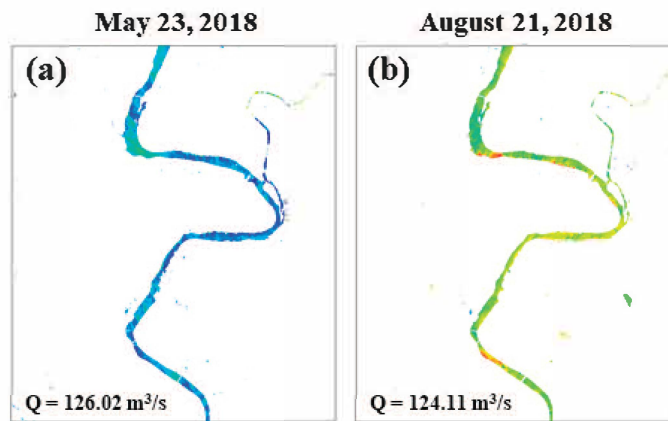 May 23, 2018
August 21, 2018
(a)
(b)
Q = 126.02 m³/s
Q = 124.11 m³/s